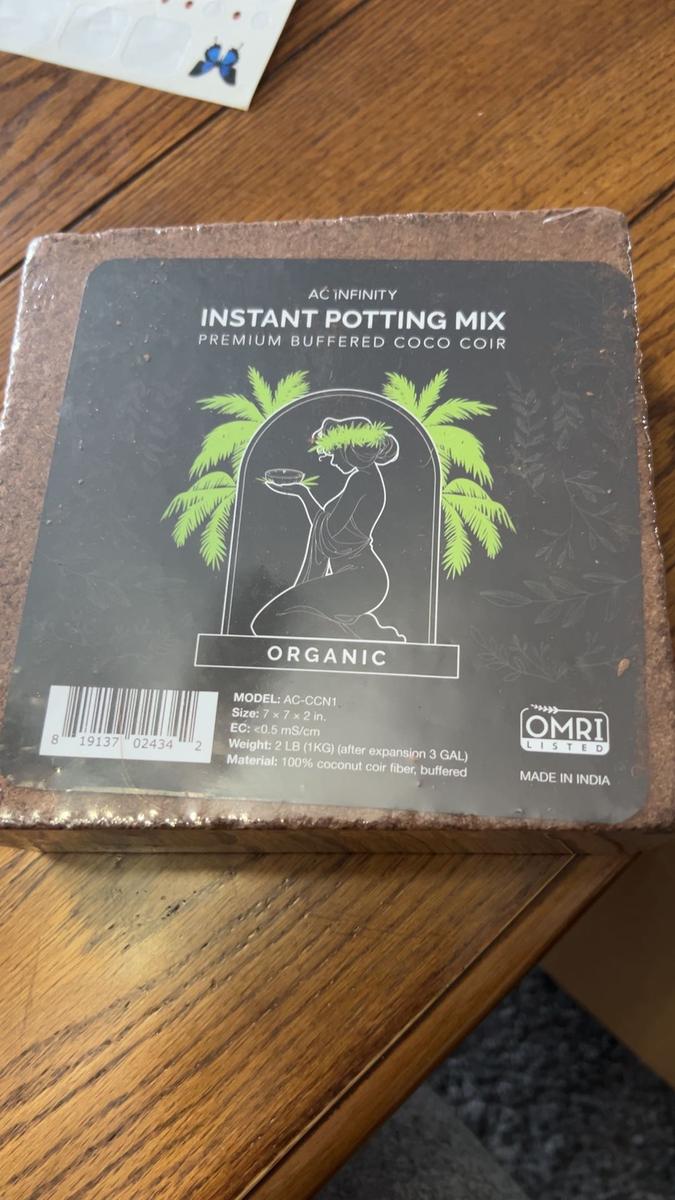 AC INFINITY
INSTANT POTTING MIX
PREMIUM BUFFERED COCO COIR
ORGANIC
8 19137 02434 2
MODEL: AC-CCN1
Size: 7 × 7 × 2 in.
EC: <0.5 mS/cm
Weight: 2 LB (1KG) (after expansion 3 GAL)
Material: 100% coconut coir fiber, buffered
OMRI
LISTED
MADE IN INDIA